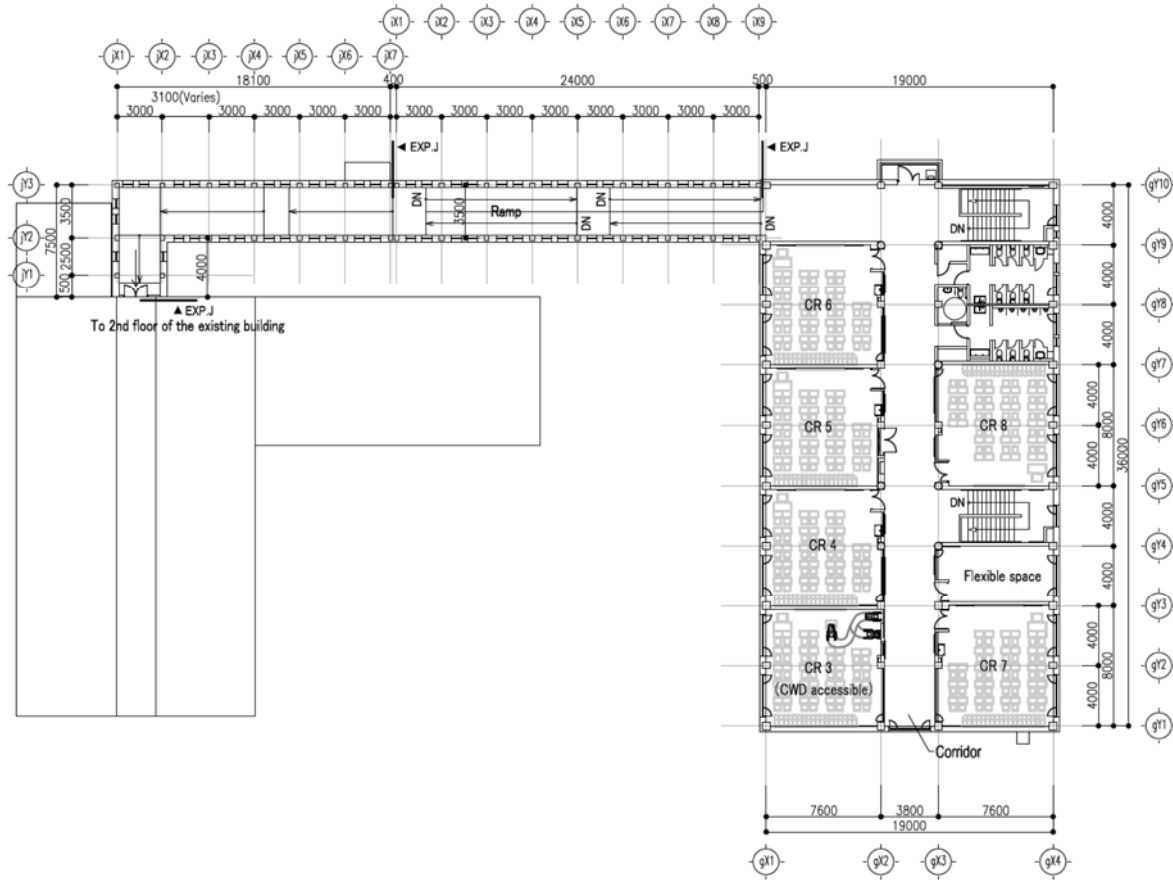 iX1 iX2 iX3 iX4 iX5 iX6 iX7 iX8 iX9
jX1 jX2 jX3 jX4 jX5 jX6 jX7
18100 400 24000 500 19000
3100(Varies)
3000 3000 3000 3000 3000 3000 3000 3000 3000 3000 3000 3000 3000
EXP.J EXP.J
jY3
3500
7500
jY2
2500
jY1
500
4000
DN
DN
3500
Ramp
DN
DN
EXP.J
To 2nd floor of the existing building
gY10
4000
DN
gY9
4000
CR 6
gY8
4000
gY7
4000
CR 5
CR 8
gY6
8000
36000
4000
gY5
DN
4000
CR 4
gY4
Flexible space
4000
gY3
4000
CR 3
(CWD accessible)
CR 7
gY2
8000
4000
gY1
Corridor
7600 3800 7600
19000
gX1 gX2 gX3 gX4